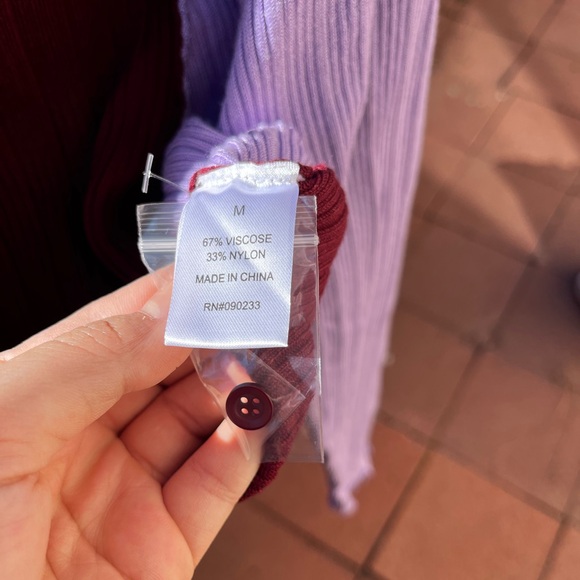 M
67% VISCOSE
33% NYLON
MADE IN CHINA
RN#090233